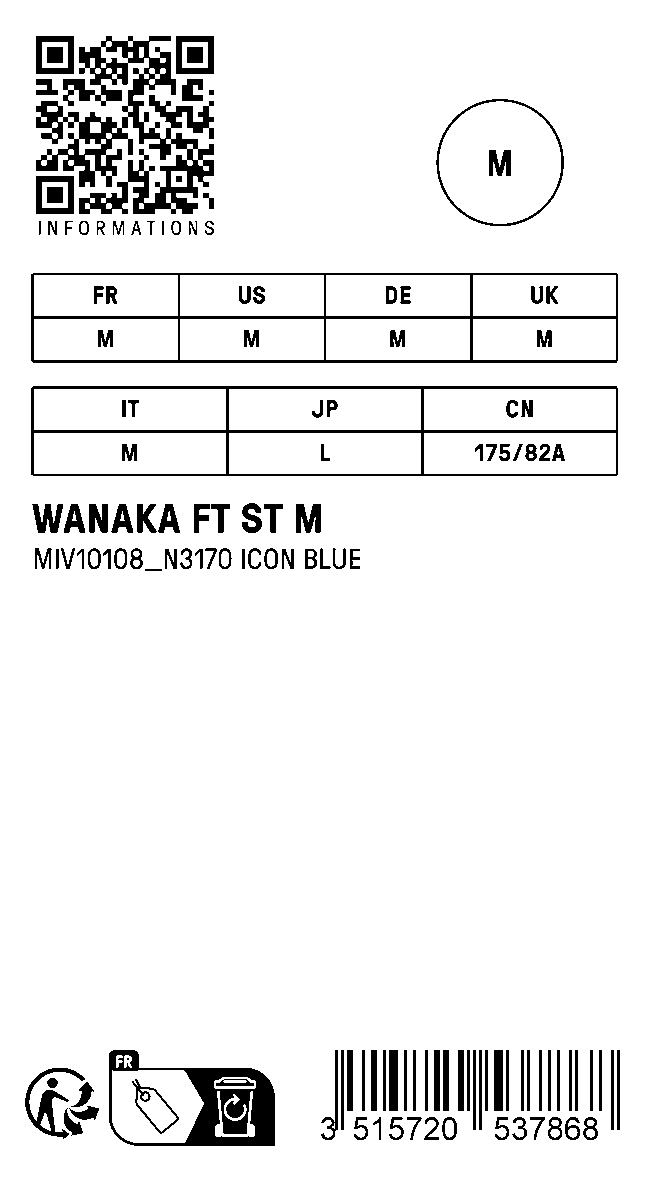 INFORMATIONS
M
FR US DE UK
M M M M
IT JP CN
M L 175/82A
WANAKA FT ST M
MIV10108_N3170 ICON BLUE
FR
3 515720 537868